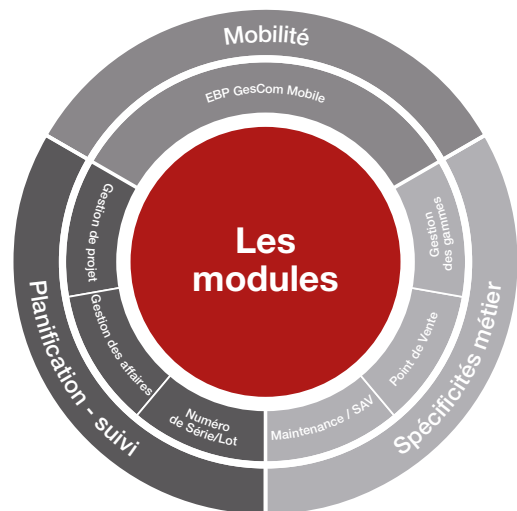 Mobilité
EBP GesCom Mobile
Les
modules
Planification - suivi
Gestion de projet
Gestion des affaires
Numéro
de Série/Lot
Spécificités métier
Gestion
des gammes
Point de Vente
Maintenance / SAV